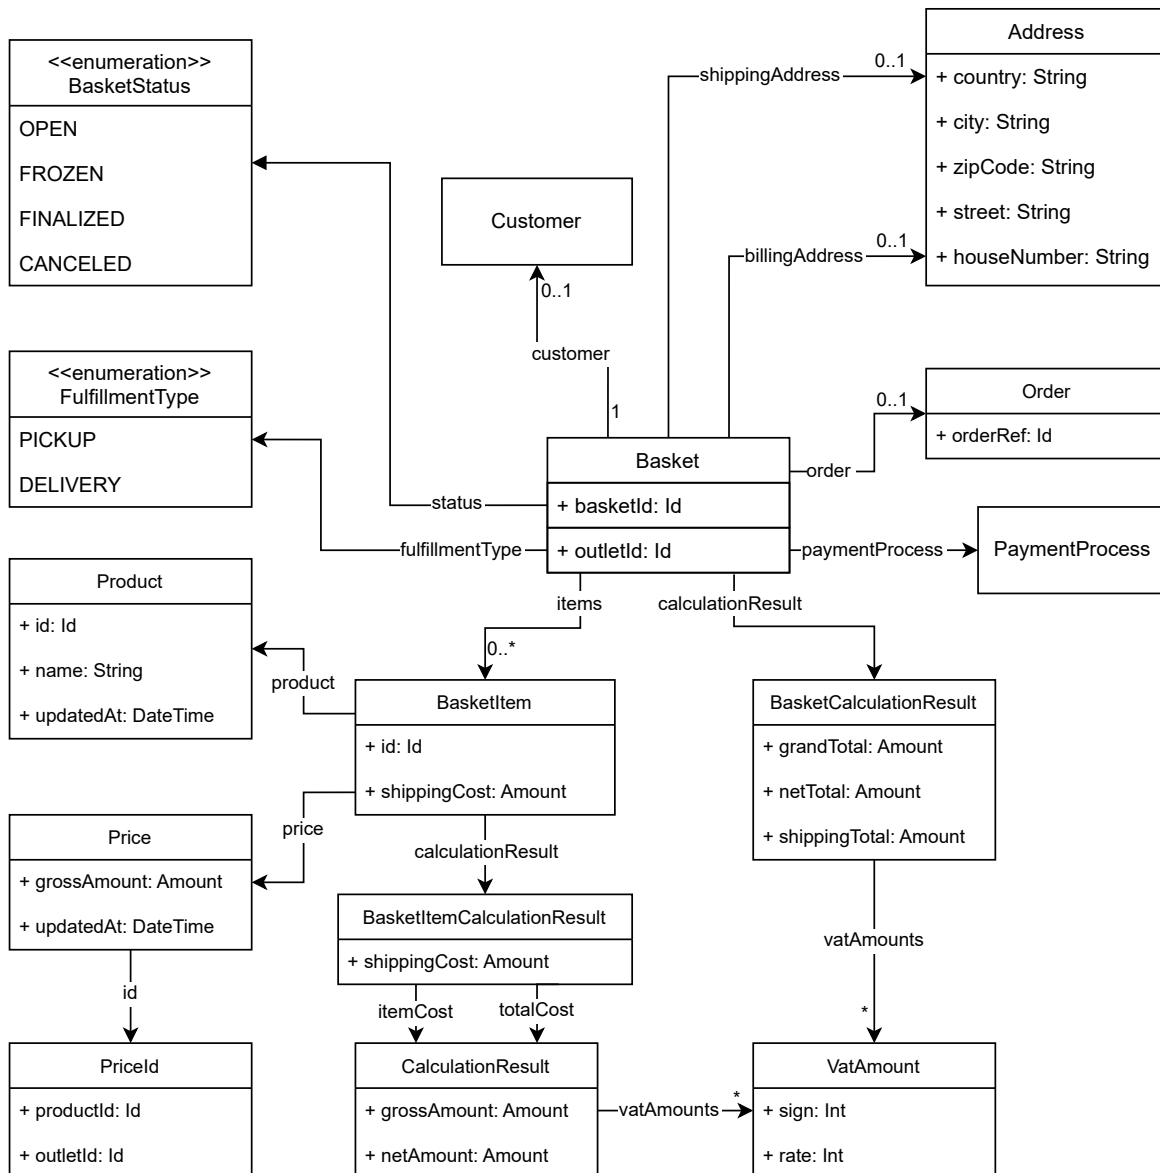 <<enumeration>>
BasketStatus
OPEN
FROZEN
FINALIZED
CANCELED
Customer
0..1
customer
1
shippingAddress
0..1
billingAddress
0..1
Address
+ country: String
+ city: String
+ zipCode: String
+ street: String
+ houseNumber: String
<<enumeration>>
FulfillmentType
PICKUP
DELIVERY
status
fulfillmentType
Basket
+ basketId: Id
+ outletId: Id
order
0..1
Order
+ orderRef: Id
paymentProcess
PaymentProcess
items
0..*
calculationResult
Product
+ id: Id
+ name: String
+ updatedAt: DateTime
product
BasketItem
+ id: Id
+ shippingCost: Amount
BasketCalculationResult
+ grandTotal: Amount
+ netTotal: Amount
+ shippingTotal: Amount
price
Price
+ grossAmount: Amount
+ updatedAt: DateTime
calculationResult
BasketItemCalculationResult
+ shippingCost: Amount
vatAmounts
*
id
itemCost
totalCost
PriceId
+ productId: Id
+ outletId: Id
CalculationResult
+ grossAmount: Amount
+ netAmount: Amount
vatAmounts
*
VatAmount
+ sign: Int
+ rate: Int